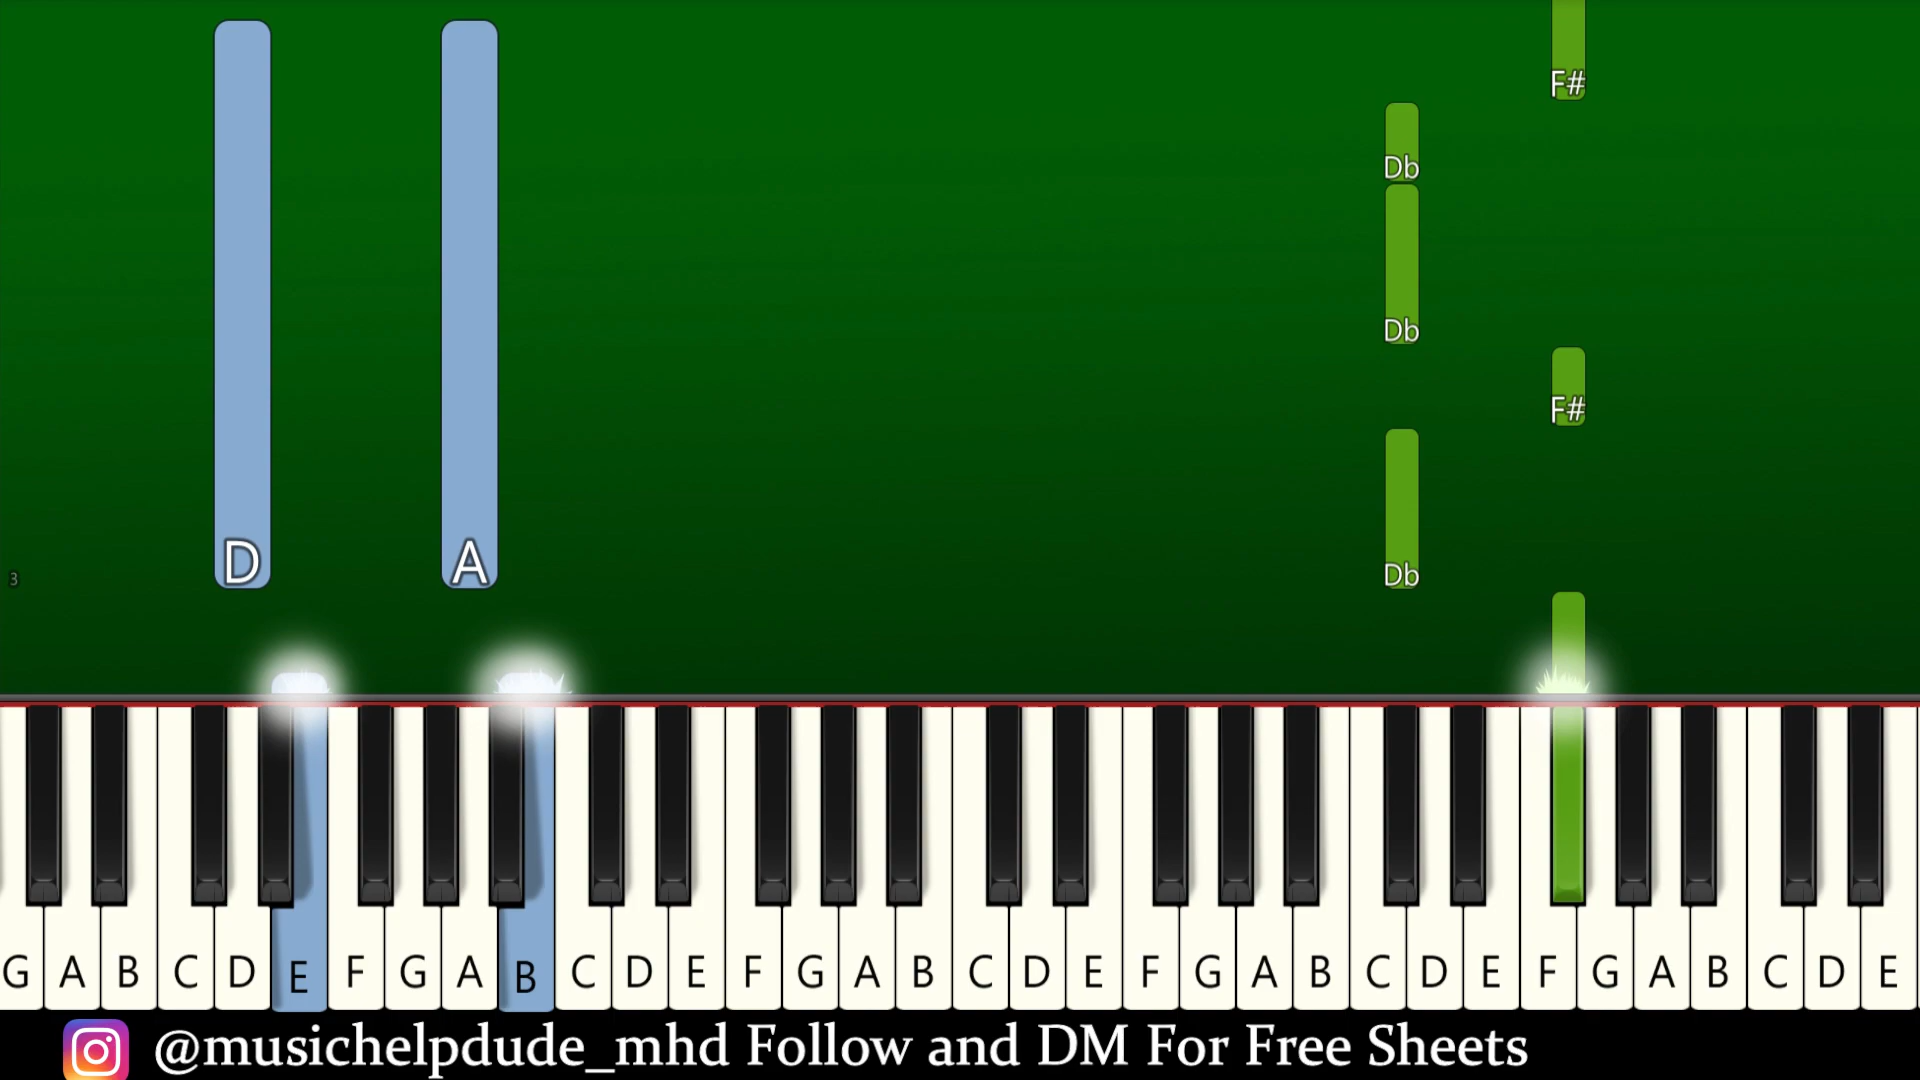 F#
Db
Db
F#
D A Db
3
G A B C D E F G A B C D E F G A B C D E F G A B C D E F G A B C D E
@musichelpdude_mhd Follow and DM For Free Sheets